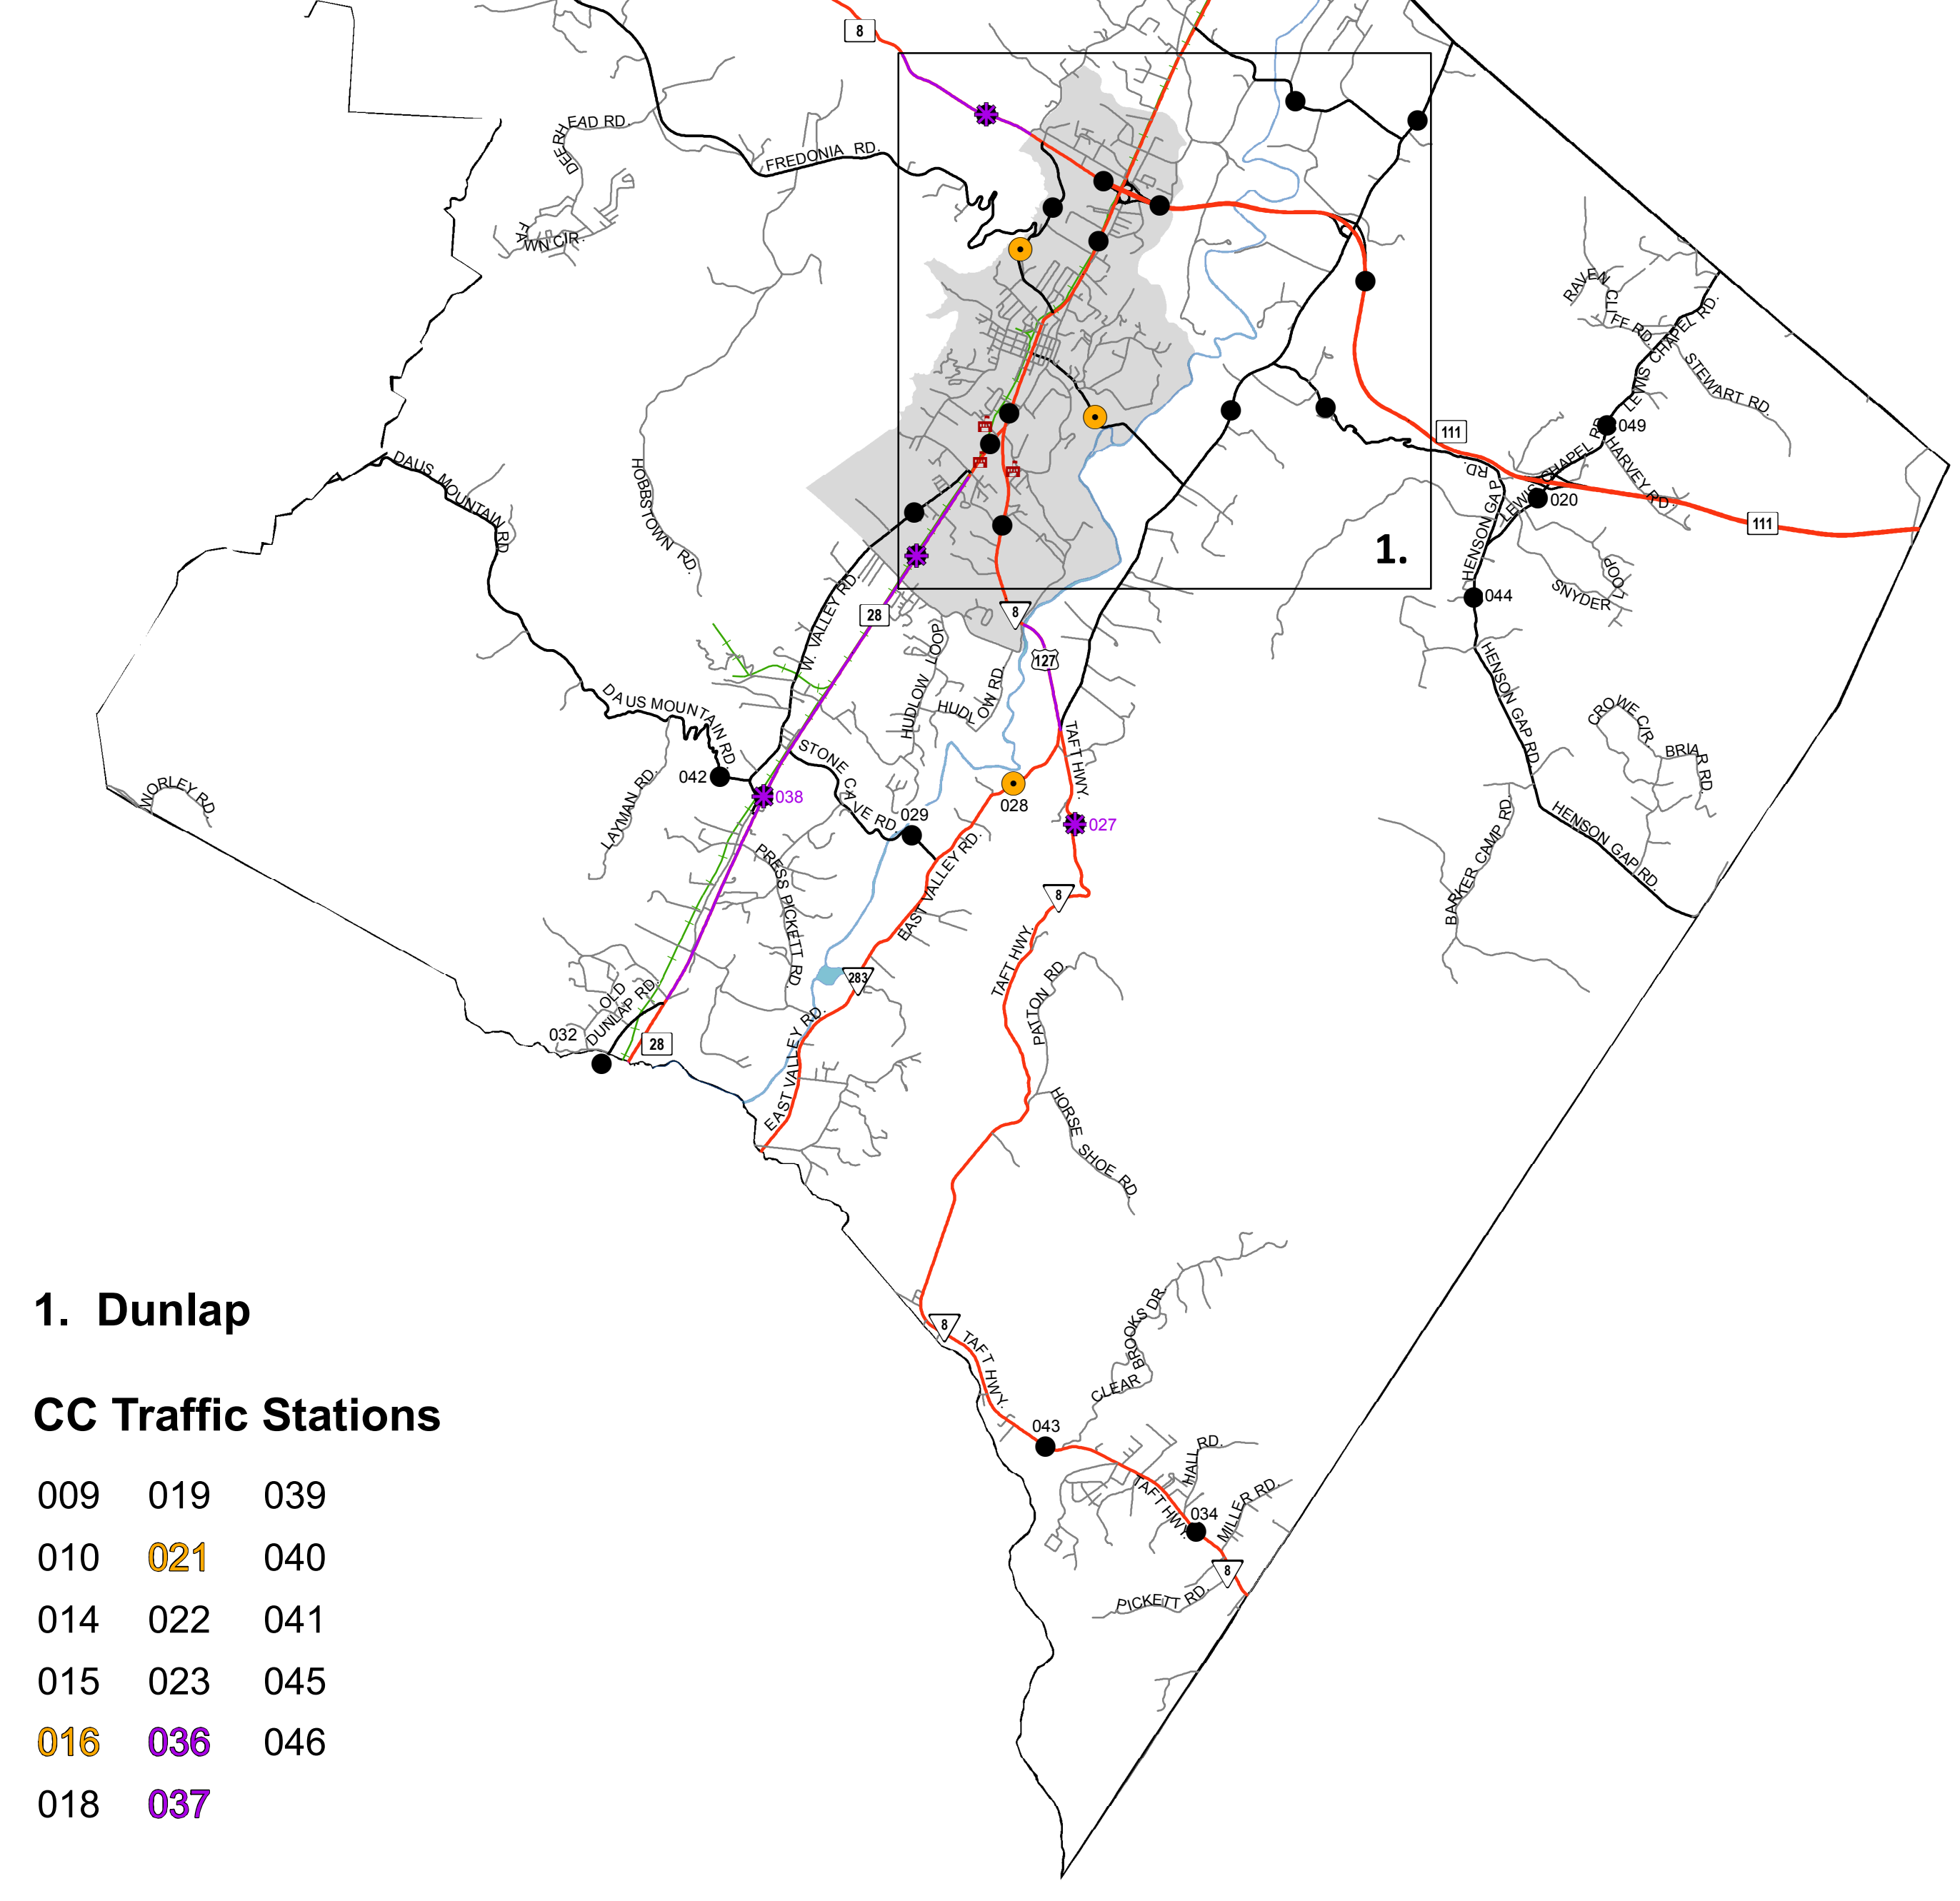 8
DEERHEAD RD.
FREDONIA RD.
FAWN CIR.
RAVEN CLIFF RD.
LEWIS CHAPEL RD.
STEWART RD.
049
111
HARVEY RD.
LEWIS CHAPEL RD.
020
111
HENSON GAP RD.
DAUS MOUNTAIN RD.
HOBBSTOWN RD.
1.
SNYDER LOOP
044
W. VALLEY RD.
28
8
127
HUDLOW LOOP
HUDLOW RD.
HENSON GAP RD.
CROWE CIR.
BRIAR RD.
DAUS MOUNTAIN RD.
STONE CAVE RD.
TAFT HWY.
042
038
029
028
027
WORLEY RD.
LAYMAN RD.
PRESS PICKETT RD.
EAST VALLEY RD.
BARKER CAMP RD.
HENSON GAP RD.
8
TAFT HWY.
283
PATTON RD.
OLD DUNLAP RD.
032
28
EAST VALLEY RD.
HORSE SHOE RD.
8
TAFT HWY.
CLEAR BROOKS DR.
043
HALL RD.
TAFT HWY.
034
MILLER RD.
8
PICKETT RD.
1. Dunlap
CC Traffic Stations
009 019 039
010 021 040
014 022 041
015 023 045
016 036 046
018 037